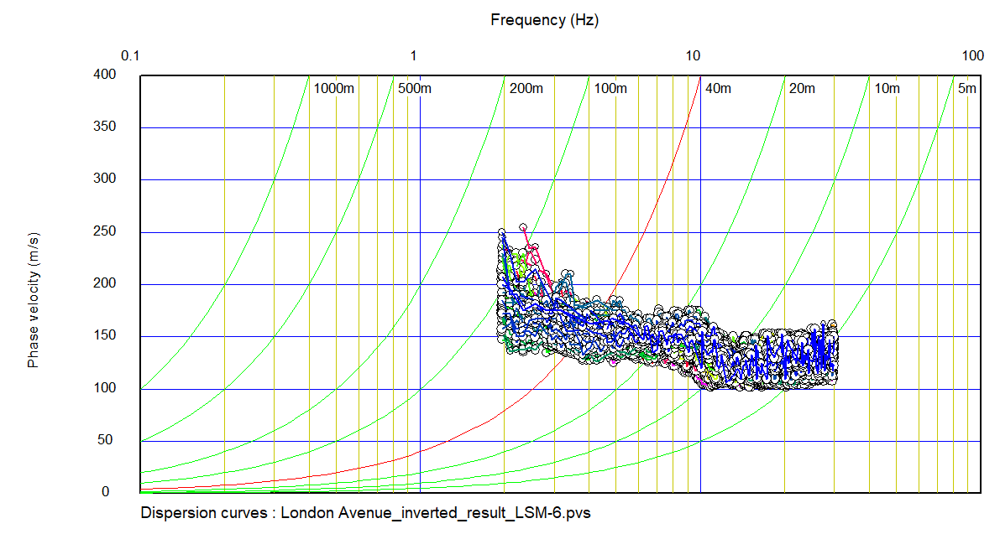 Frequency (Hz)
0.1 1 10 100
400 1000m 500m 200m 100m 40m 20m 10m 5m
350
300
250
200
150
100
50
0
Phase velocity (m/s)
Dispersion curves : London Avenue_inverted_result_LSM-6.pvs